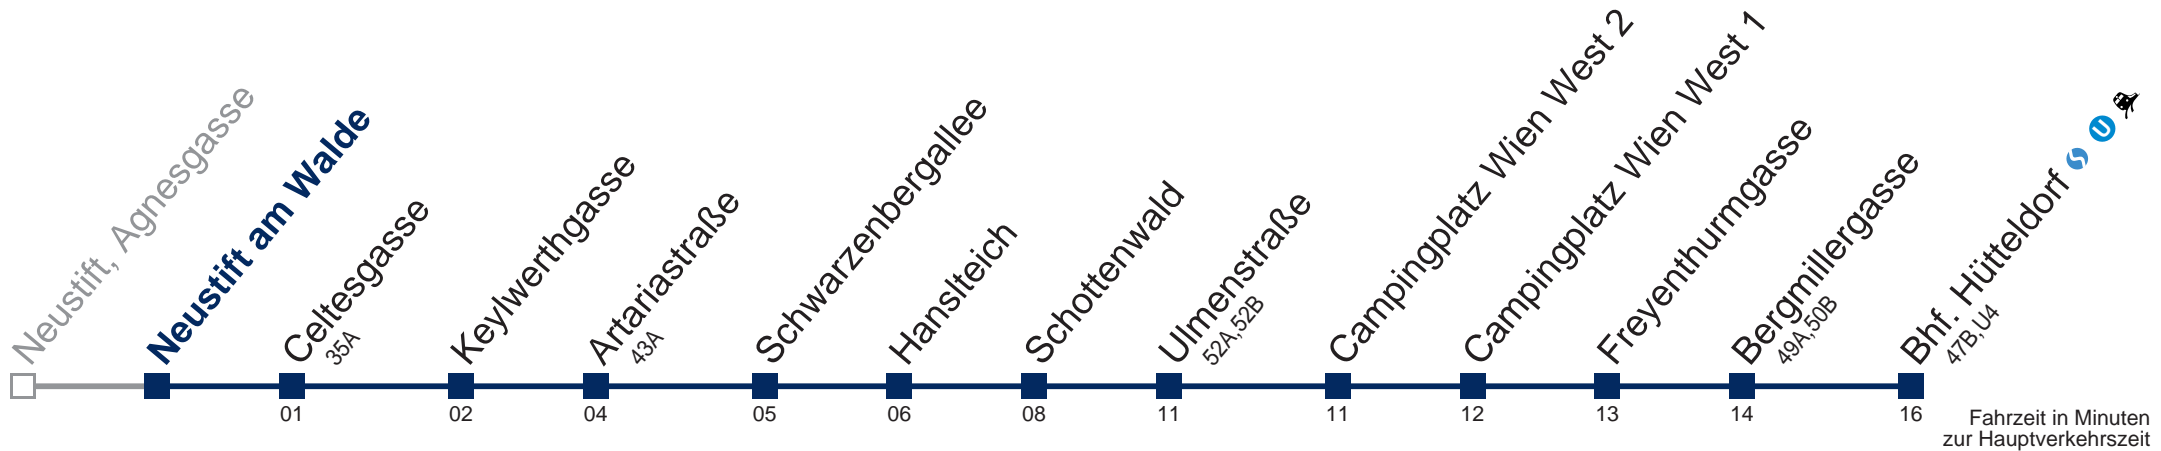 Neustift, Agnesgasse
Neustift am Walde
Celtesgasse
35A
Keylwerthgasse
Artariastraße
43A
Schwarzenbergallee
Hanslteich
Schottenwald
Ulmenstraße
52A,52B
Campingplatz Wien West 2
Campingplatz Wien West 1
Freyenthurmgasse
Bergmillergasse
49A,50B
Bhf. Hütteldorf S U
47B,U4
01 02 04 05 06 08 11 11 12 13 14 16
Fahrzeit in Minuten
zur Hauptverkehrszeit